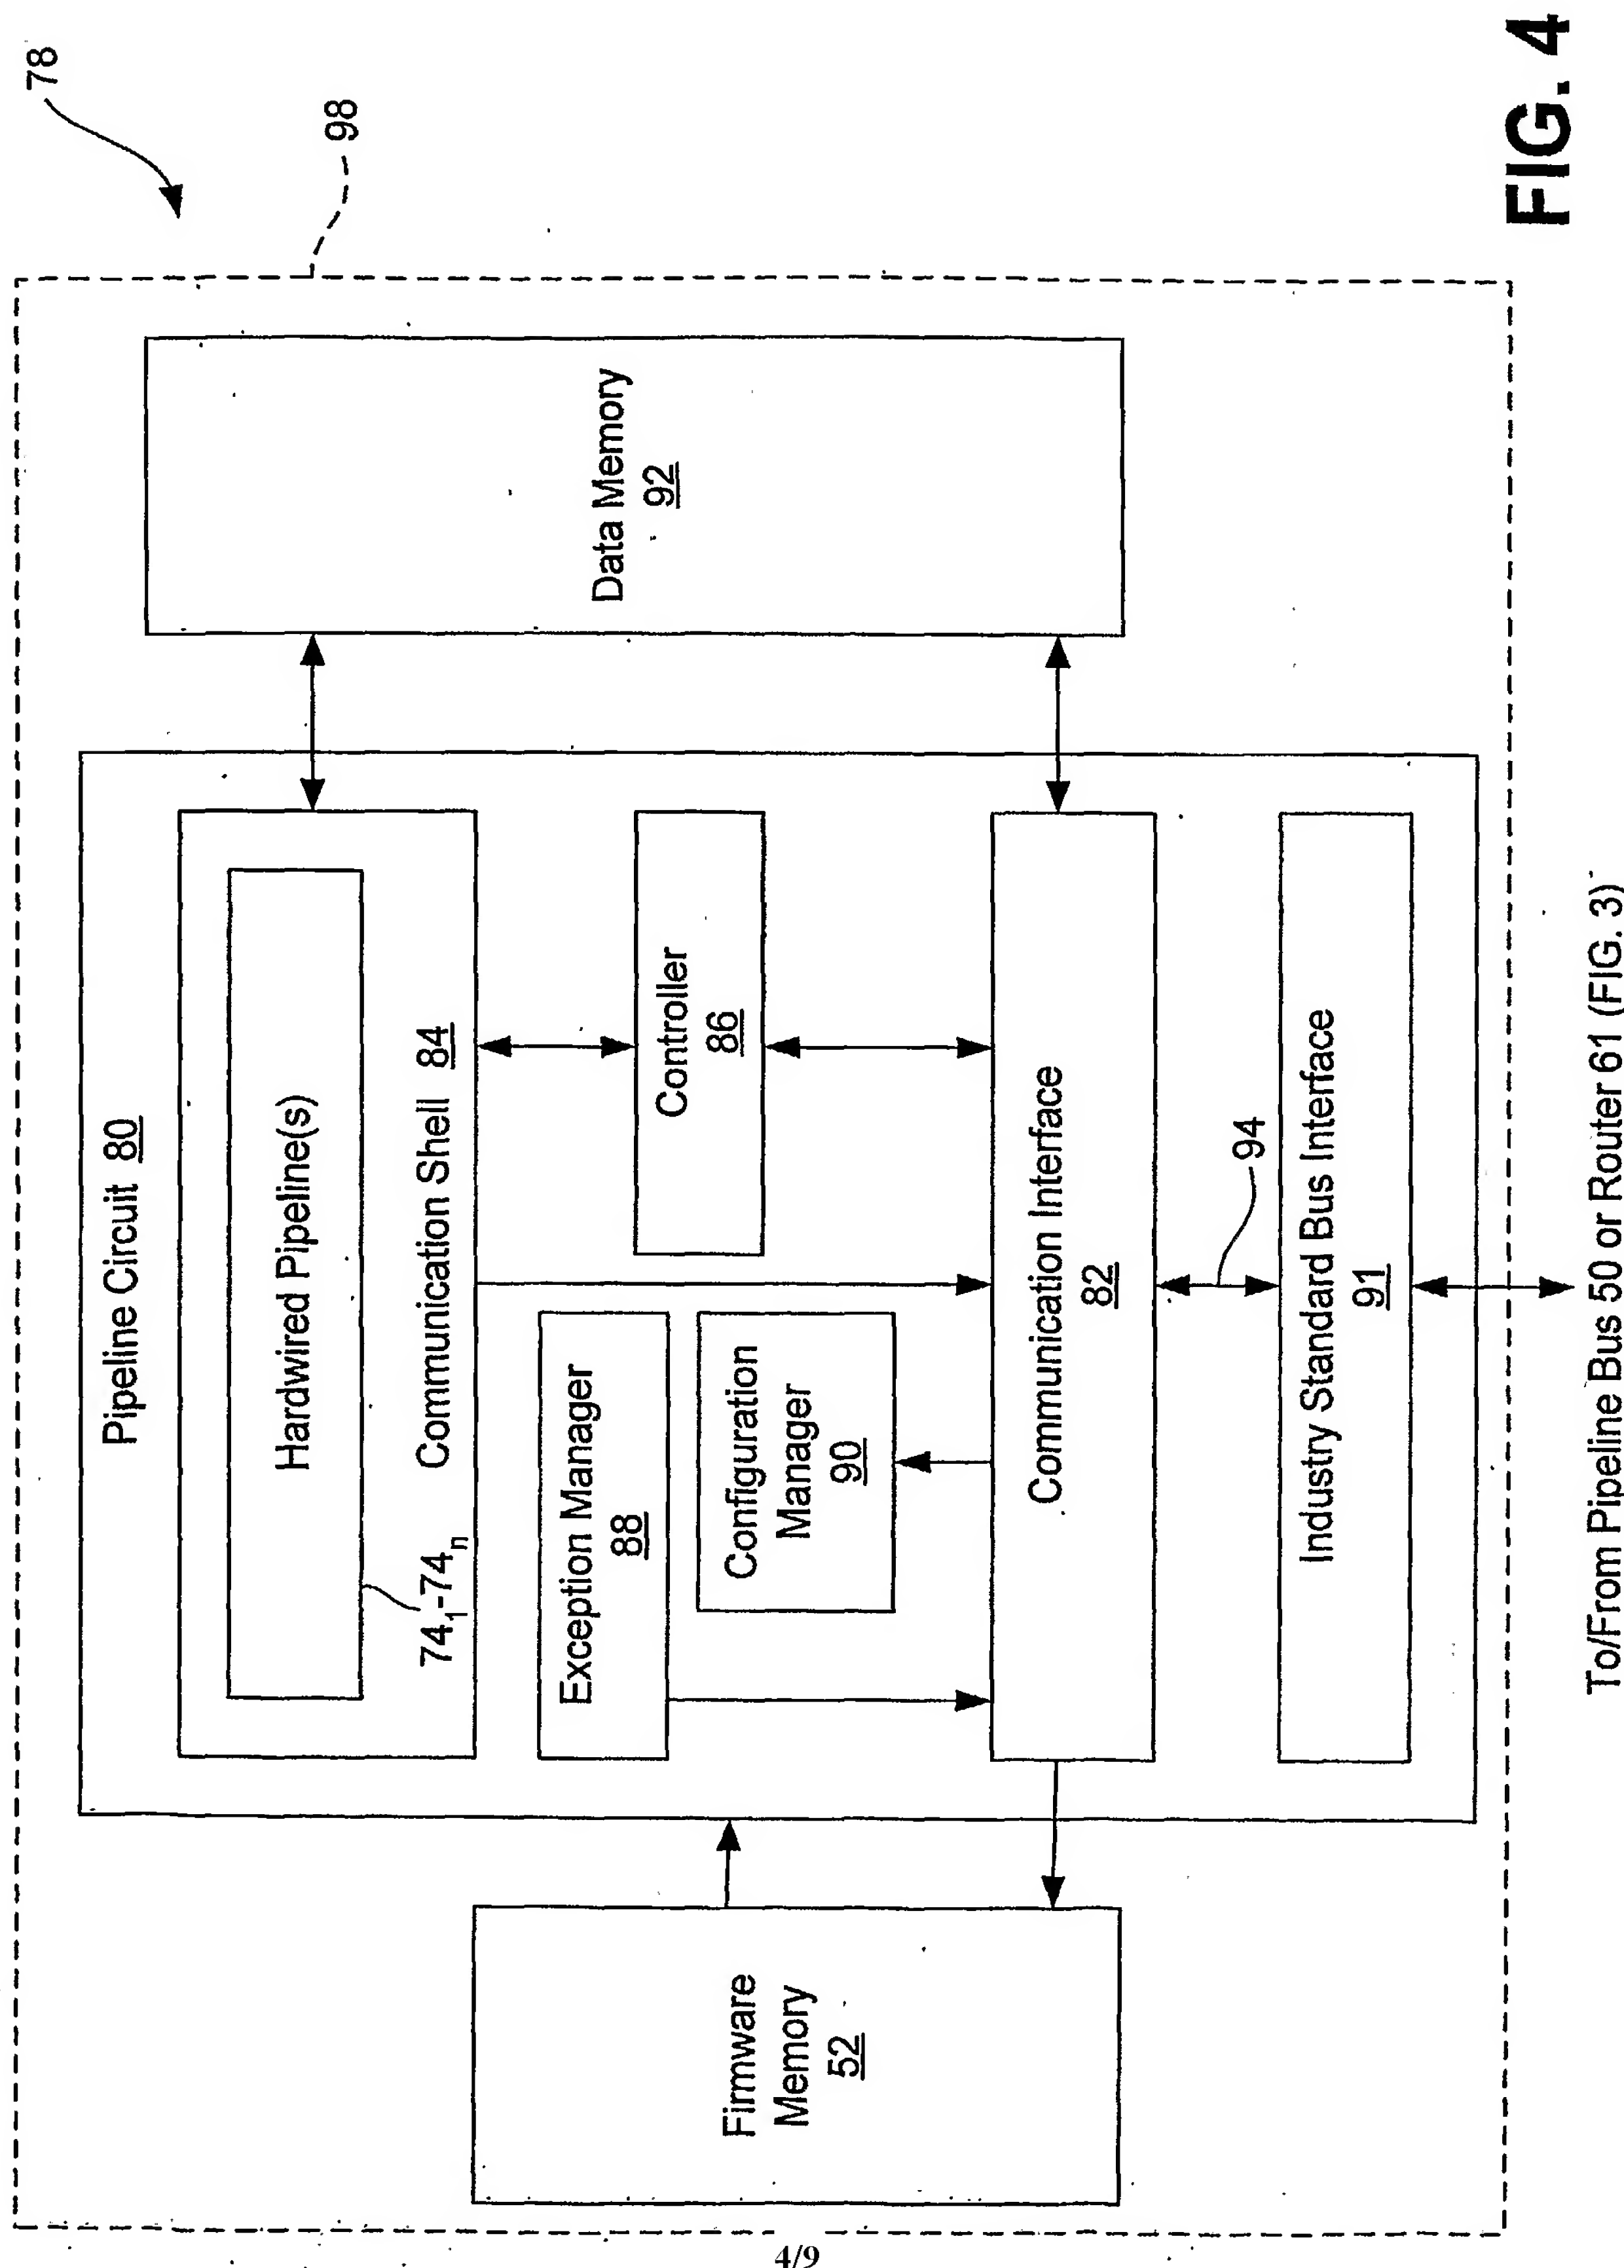 78
98
Pipeline Circuit 80
Hardwired Pipeline(s)
74₁-74ₙ
Communication Shell 84
Exception Manager
88
Controller
86
Configuration
Manager
90
Firmware
Memory
52
Data Memory
92
Communication Interface
82
94
Industry Standard Bus Interface
91
To/From Pipeline Bus 50 or Router 61 (FIG. 3)
FIG. 4
4/9